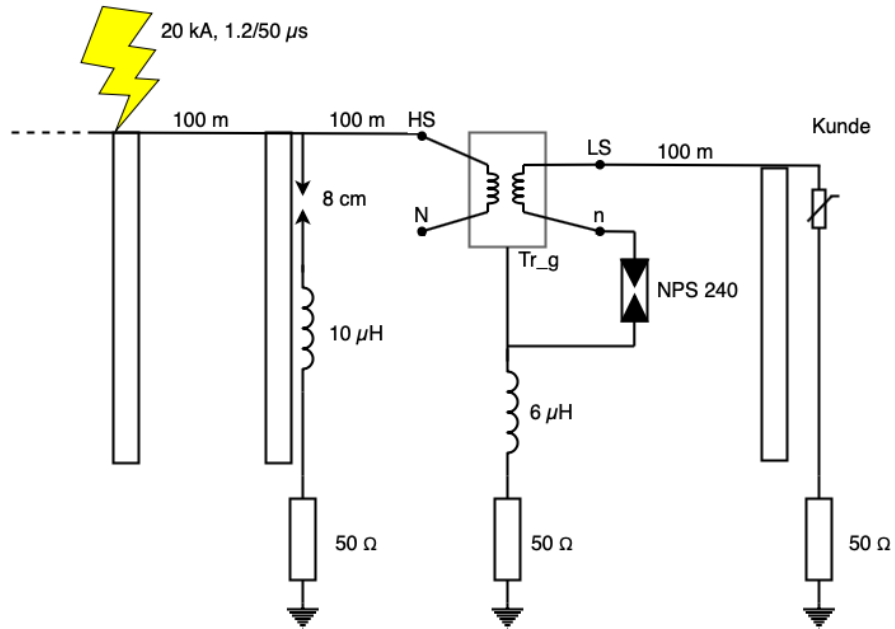 20 kA, 1.2/50 µs
100 m
100 m
HS
LS
100 m
Kunde
8 cm
N
n
Tr_g
NPS 240
10 µH
6 µH
50 Ω
50 Ω
50 Ω